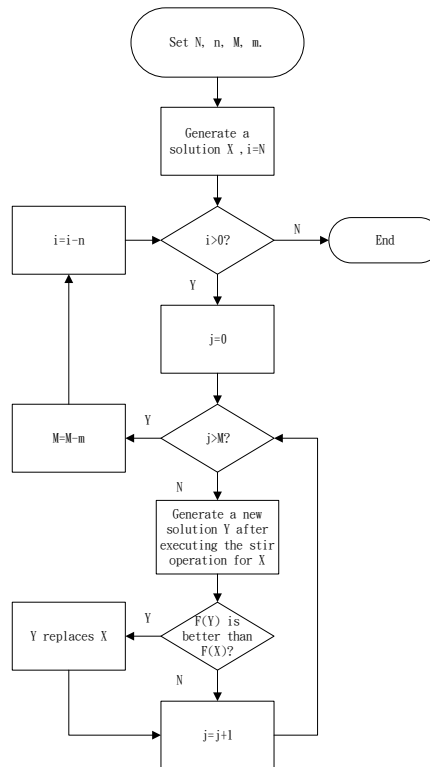 Set N, n, M, m.
Generate a
solution X ,i=N
i=i-n
i>0?
N
End
Y
j=0
M=M-m
Y
j>M?
N
Generate a new
solution Y after
executing the stir
operation for X
Y replaces X
Y
F(Y) is
better than
F(X)?
N
j=j+1